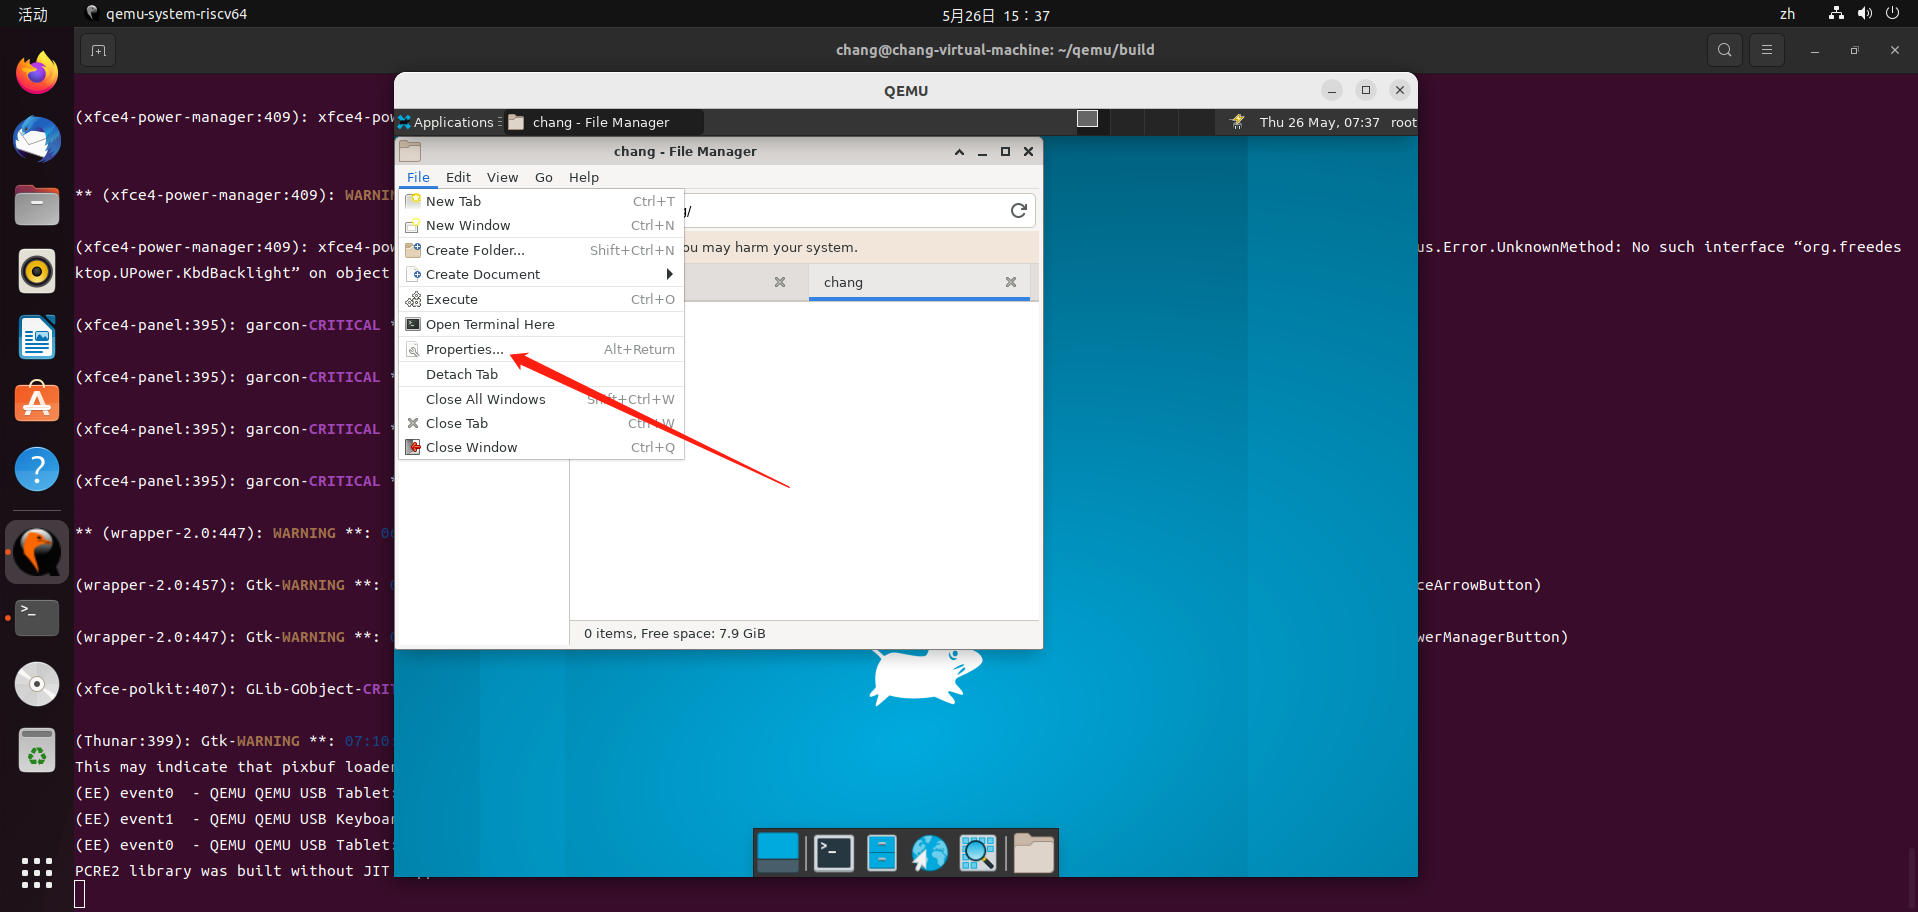 活动
qemu-system-riscv64
5月26日 15：37
zh
chang@chang-virtual-machine: ~/qemu/build
QEMU
Applications
chang - File Manager
Thu 26 May, 07:37
root
chang - File Manager
File Edit View Go Help
New Tab Ctrl+T
New Window Ctrl+N
Create Folder... Shift+Ctrl+N
Create Document
Execute Ctrl+O
Open Terminal Here
Properties... Alt+Return
Detach Tab
Close All Windows Shift+Ctrl+W
Close Tab Ctrl+W
Close Window Ctrl+Q
/
you may harm your system.
chang
0 items, Free space: 7.9 GiB
(xfce4-power-manager:409): xfce4-pow
** (xfce4-power-manager:409): WARN
(xfce4-power-manager:409): xfce4-pow
us.Error.UnknownMethod: No such interface “org.freedes
ktop.UPower.KbdBacklight” on object
(xfce4-panel:395): garcon-CRITICAL *
(xfce4-panel:395): garcon-CRITICAL *
(xfce4-panel:395): garcon-CRITICAL *
(xfce4-panel:395): garcon-CRITICAL *
** (wrapper-2.0:447): WARNING **: 0
(wrapper-2.0:457): Gtk-WARNING **:
ceArrowButton)
(wrapper-2.0:447): Gtk-WARNING **:
werManagerButton)
(xfce-polkit:407): GLib-GObject-CRIT
(Thunar:399): Gtk-WARNING **: 07:10:
This may indicate that pixbuf loader
(EE) event0 - QEMU QEMU USB Tablet:
(EE) event1 - QEMU QEMU USB Keyboar
(EE) event0 - QEMU QEMU USB Tablet:
PCRE2 library was built without JIT